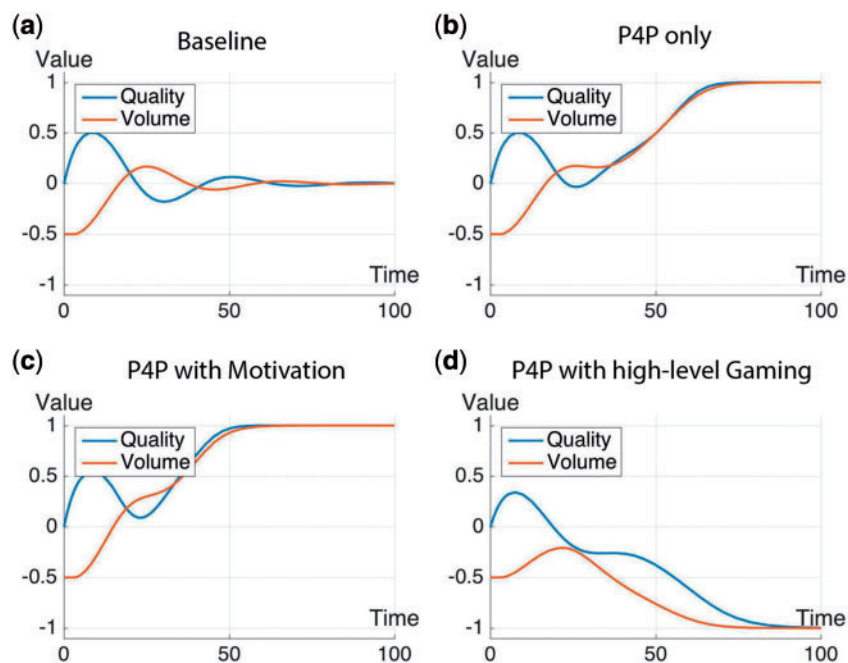 (a)
Baseline
Value
1
Quality
Volume
0.5
0
-0.5
-1
Time
0
50
100
(b)
P4P only
Value
1
Quality
Volume
0.5
0
-0.5
-1
Time
0
50
100
(c)
P4P with Motivation
Value
1
Quality
Volume
0.5
0
-0.5
-1
Time
0
50
100
(d)
P4P with high-level Gaming
Value
1
Quality
Volume
0.5
0
-0.5
-1
Time
0
50
100